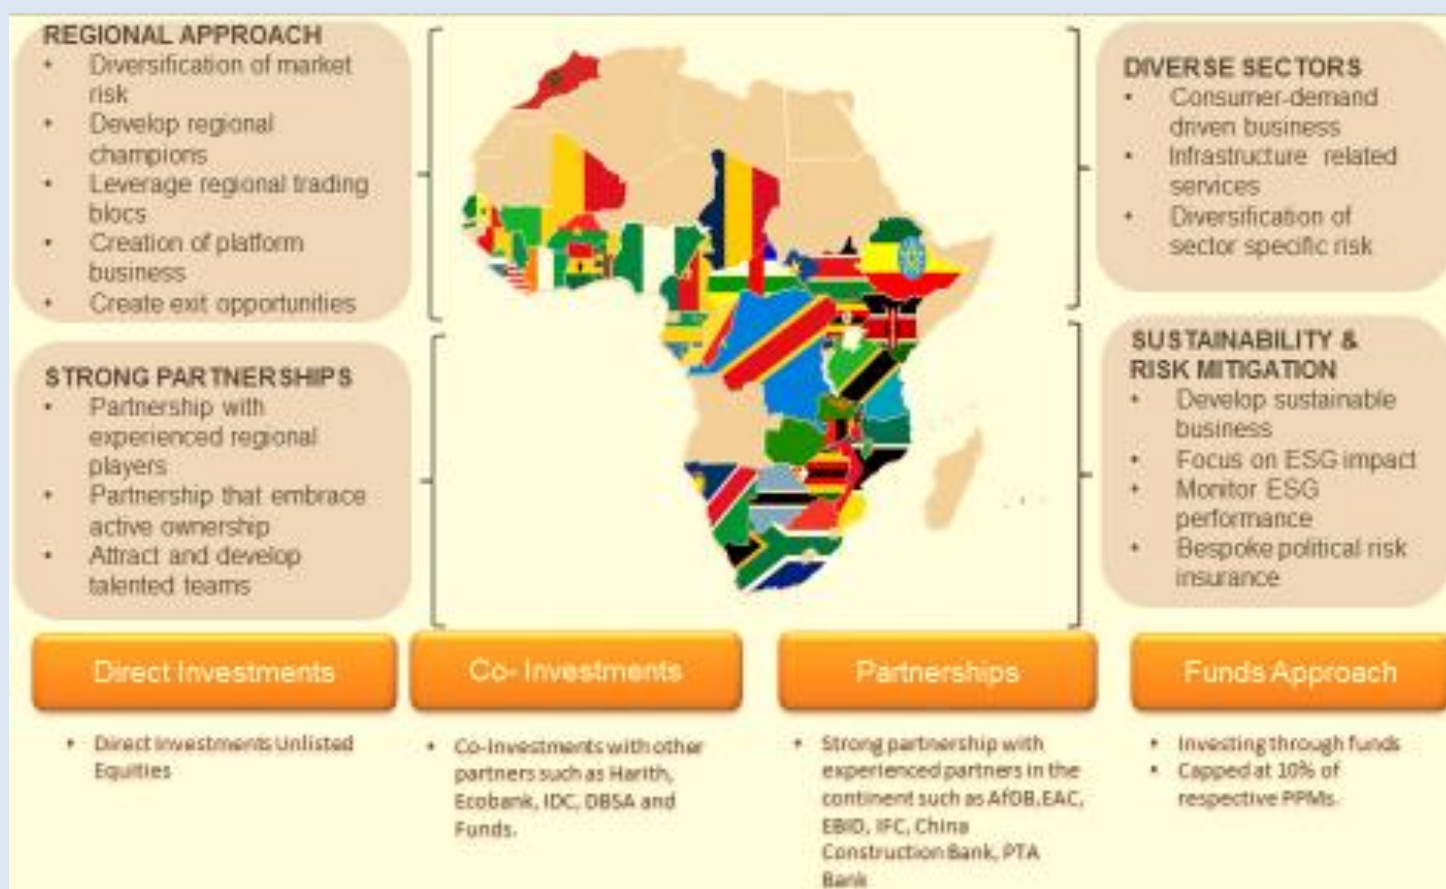 REGIONAL APPROACH
• Diversification of market
risk
• Develop regional
champions
• Leverage regional trading
blocs
• Creation of platform
business
• Create exit opportunities
STRONG PARTNERSHIPS
• Partnership with
experienced regional
players
• Partnership that embrace
active ownership
• Attract and develop
talented teams
DIVERSE SECTORS
• Consumer-demand
driven business
• Infrastructure related
services
• Diversification of
sector specific risk
SUSTAINABILITY &
RISK MITIGATION
• Develop sustainable
business
• Focus on ESG impact
• Monitor ESG
performance
• Bespoke political risk
insurance
Direct Investments
• Direct Investments Unlisted
Equities
Co- Investments
• Co-Investments with other
partners such as Harith,
Ecobank, IDC, DBSA and
Funds.
Partnerships
• Strong partnership with
experienced partners in the
continent such as AfDB,EAC,
EBID, IFC, China
Construction Bank, PTA
Bank
Funds Approach
• Investing through funds
• Capped at 10% of
respective PPMs.